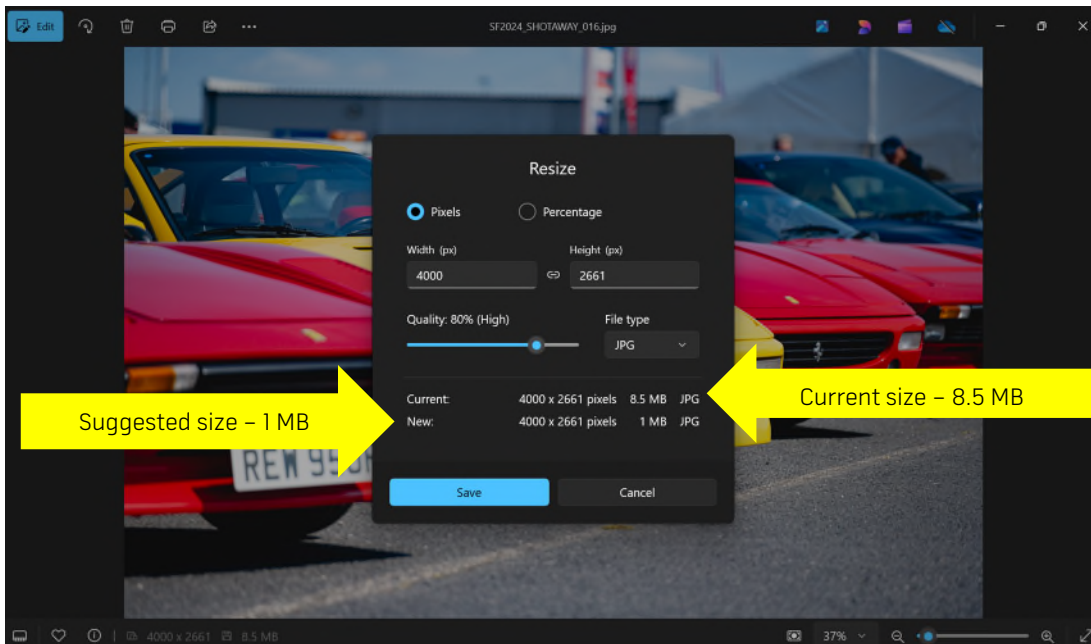 Edit
SF2024_SHOTAWAY_016.jpg
Resize
Pixels Percentage
Width (px) Height (px)
4000 2661
Quality: 80% (High) File type
JPG
Current: 4000 x 2661 pixels 8.5 MB JPG
New: 4000 x 2661 pixels 1 MB JPG
Suggested size – 1 MB
Current size – 8.5 MB
REW
Save Cancel
4000 x 2661 8.5 MB 37%